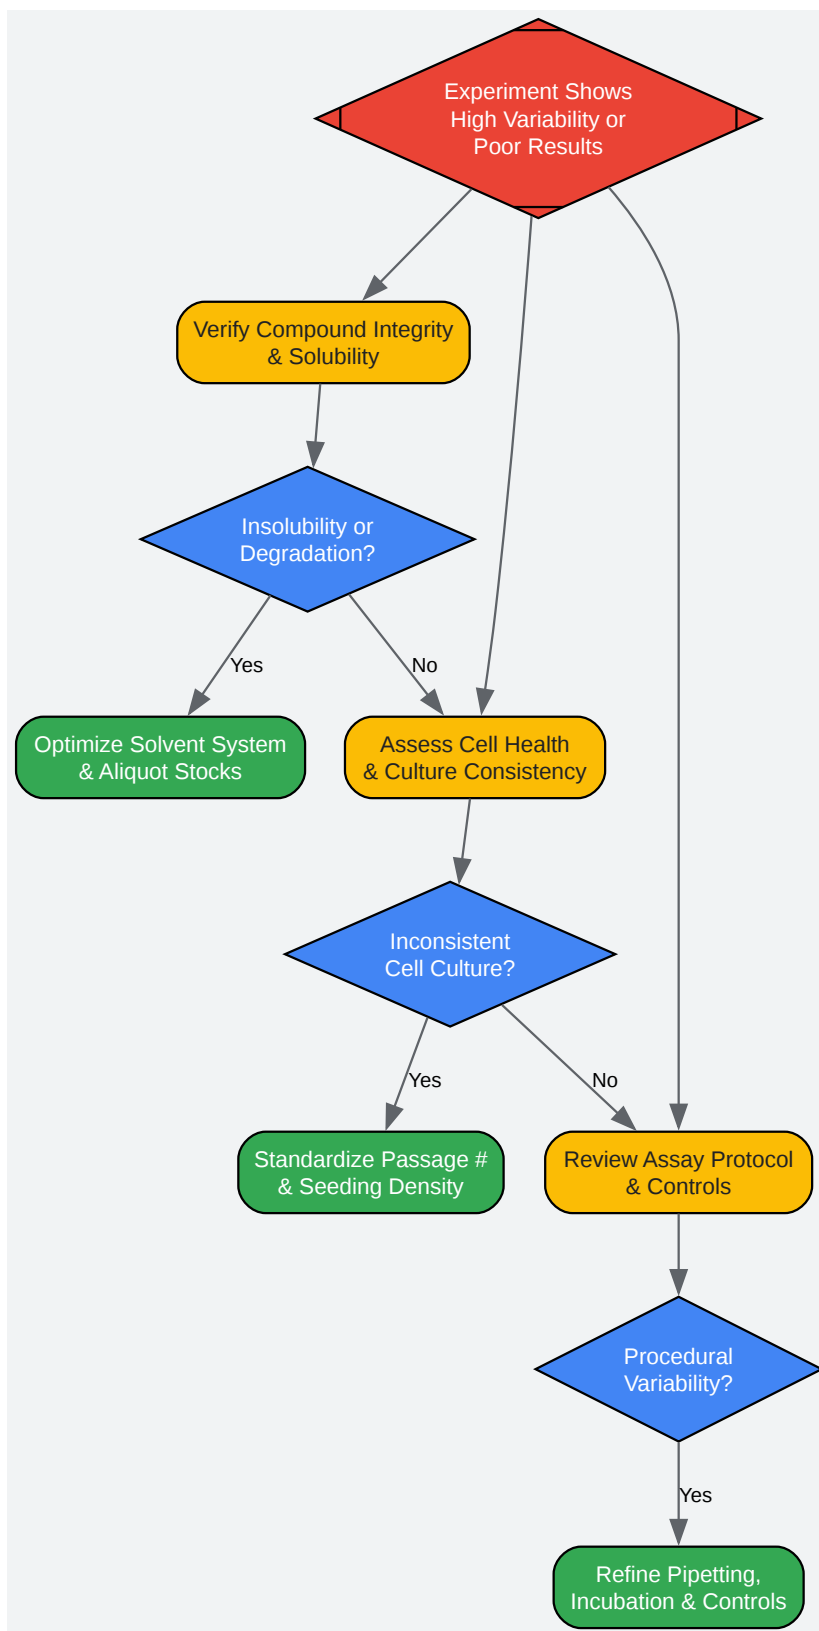 Experiment Shows
High Variability or
Poor Results
Verify Compound Integrity
& Solubility
Insolubility or
Degradation?
Yes
No
Optimize Solvent System
& Aliquot Stocks
Assess Cell Health
& Culture Consistency
Inconsistent
Cell Culture?
Yes
No
Standardize Passage #
& Seeding Density
Review Assay Protocol
& Controls
Procedural
Variability?
Yes
Refine Pipetting,
Incubation & Controls